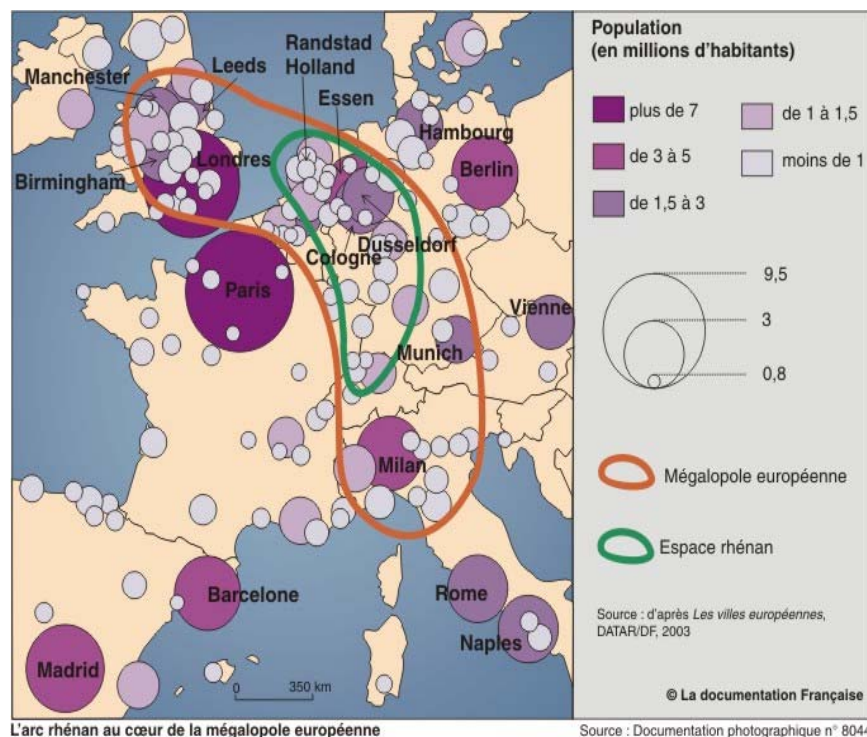 Manchester
Leeds
Randstad
Holland
Essen
Hambourg
Londres
Berlin
Birmingham
Cologne
Dusseldorf
Paris
Vienne
Munich
Milan
Barcelone
Rome
Naples
Madrid
0 350 km
Population
(en millions d'habitants)
plus de 7
de 1 à 1,5
de 3 à 5
moins de 1
de 1,5 à 3
9,5
3
0,8
Mégalopole européenne
Espace rhénan
Source : d'après Les villes européennes,
DATAR/DF, 2003
© La documentation Française
L'arc rhénan au cœur de la mégalopole européenne
Source : Documentation photographique n°